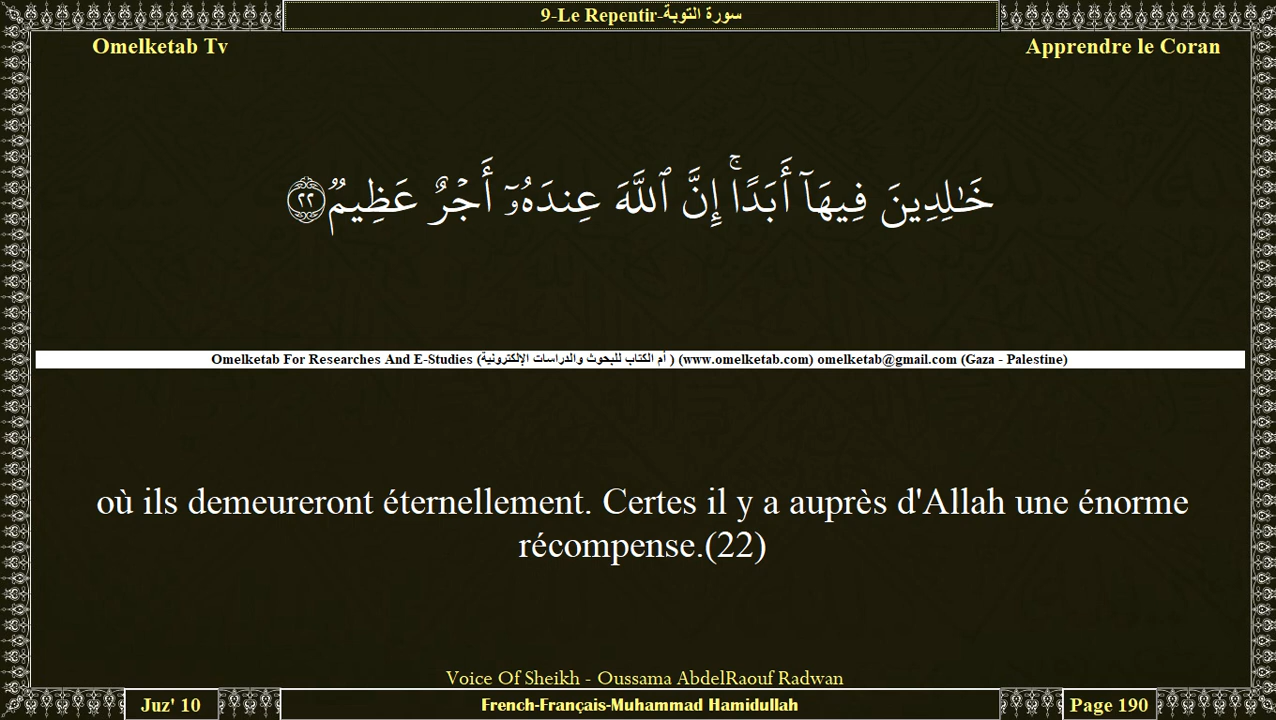 9-Le Repentir-سورة التوبة
Omelketab Tv
Apprendre le Coran
خَٰلِدِينَ فِيهَآ أَبَدًا ۚ إِنَّ ٱللَّهَ عِندَهُۥٓ أَجْرٌ عَظِيمٌ ۝٢٢
Omelketab For Researches And E-Studies (أم الكتاب للبحوث والدراسات الإلكترونية ) (www.omelketab.com) omelketab@gmail.com (Gaza - Palestine)
où ils demeureront éternellement. Certes il y a auprès d'Allah une énorme
récompense.(22)
Voice Of Sheikh - Oussama AbdelRaouf Radwan
Juz' 10
French-Français-Muhammad Hamidullah
Page 190